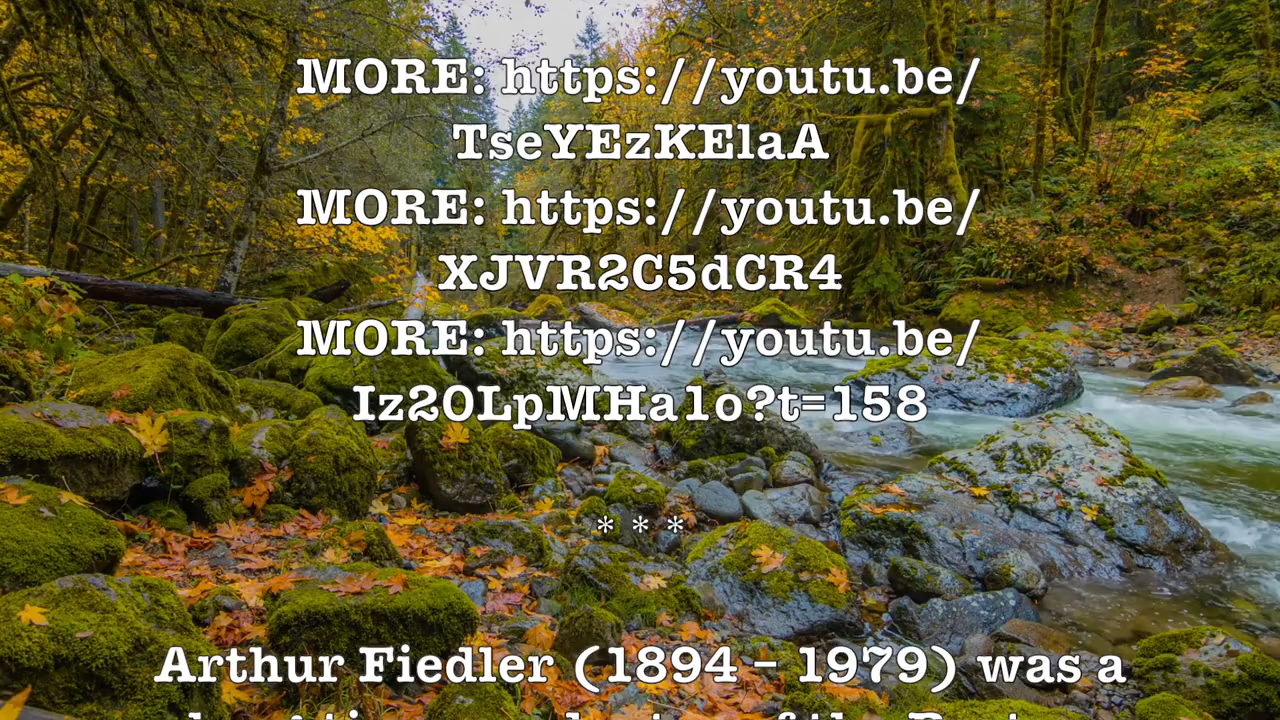 MORE: https://youtu.be/
TseYEzKElaA
MORE: https://youtu.be/
XJVR2C5dCR4
MORE: https://youtu.be/
Iz20LpMHa1o?t=158
* * *
Arthur Fiedler (1894 – 1979) was a